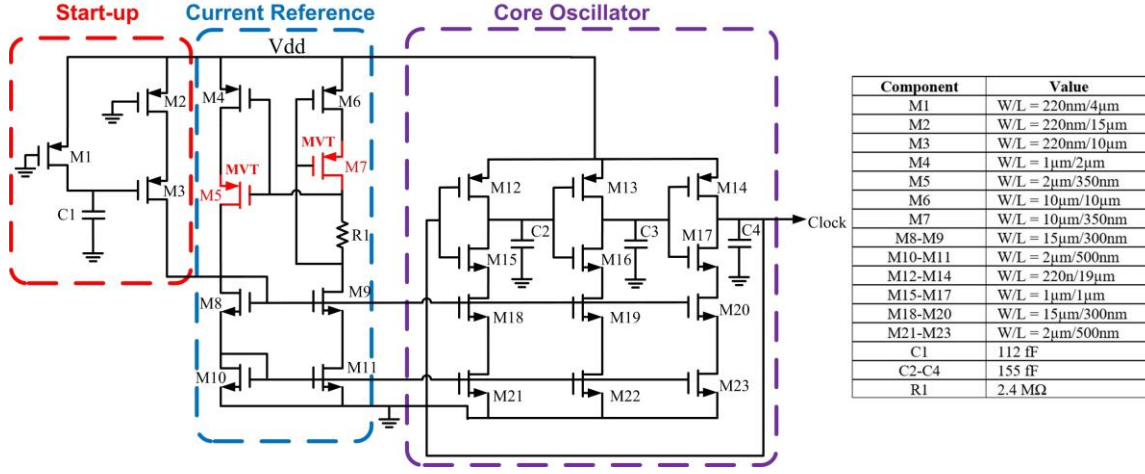 Start-up
Current Reference
Core Oscillator
Vdd
M1
M2
M3
C1
M4
MVT
M5
M6
MVT
M7
R1
M8
M9
M10
M11
M12
M13
M14
C2
C3
C4
M15
M16
M17
M18
M19
M20
M21
M22
M23
Clock
Component Value
M1 W/L = 220nm/4µm
M2 W/L = 220nm/15µm
M3 W/L = 220nm/10µm
M4 W/L = 1µm/2µm
M5 W/L = 2µm/350nm
M6 W/L = 10µm/10µm
M7 W/L = 10µm/350nm
M8-M9 W/L = 15µm/300nm
M10-M11 W/L = 2µm/500nm
M12-M14 W/L = 220n/19µm
M15-M17 W/L = 1µm/1µm
M18-M20 W/L = 15µm/300nm
M21-M23 W/L = 2µm/500nm
C1 112 fF
C2-C4 155 fF
R1 2.4 MΩ